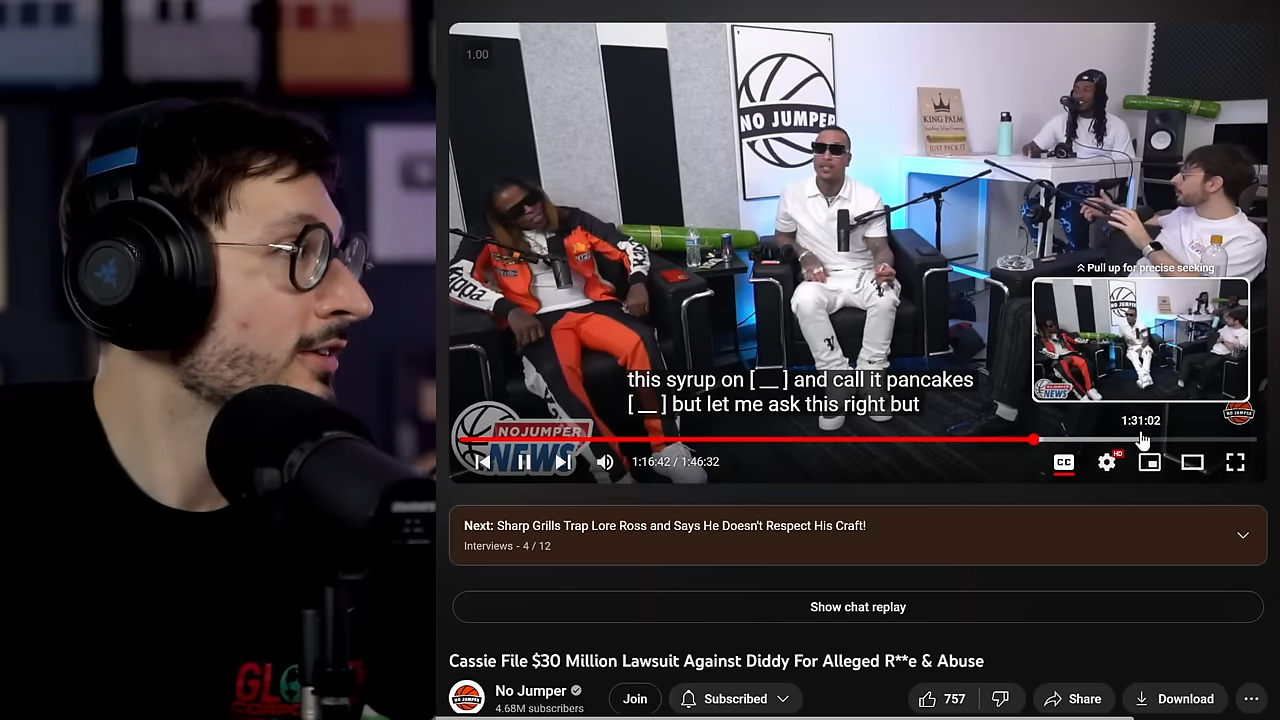 1.00
NO JUMPER
KING PALM
JUST PACK IT
Pull up for precise seeking
this syrup on [ __ ] and call it pancakes
[ __ ] but let me ask this right but
1:31:02
NOJUMPER
NEWS
1:16:42 / 1:46:32
CC
HD
Next: Sharp Grills Trap Lore Ross and Says He Doesn't Respect His Craft!
Interviews - 4 / 12
Show chat replay
Cassie File $30 Million Lawsuit Against Diddy For Alleged R**e & Abuse
No Jumper
4.68M subscribers
Join
Subscribed
757
Share
Download